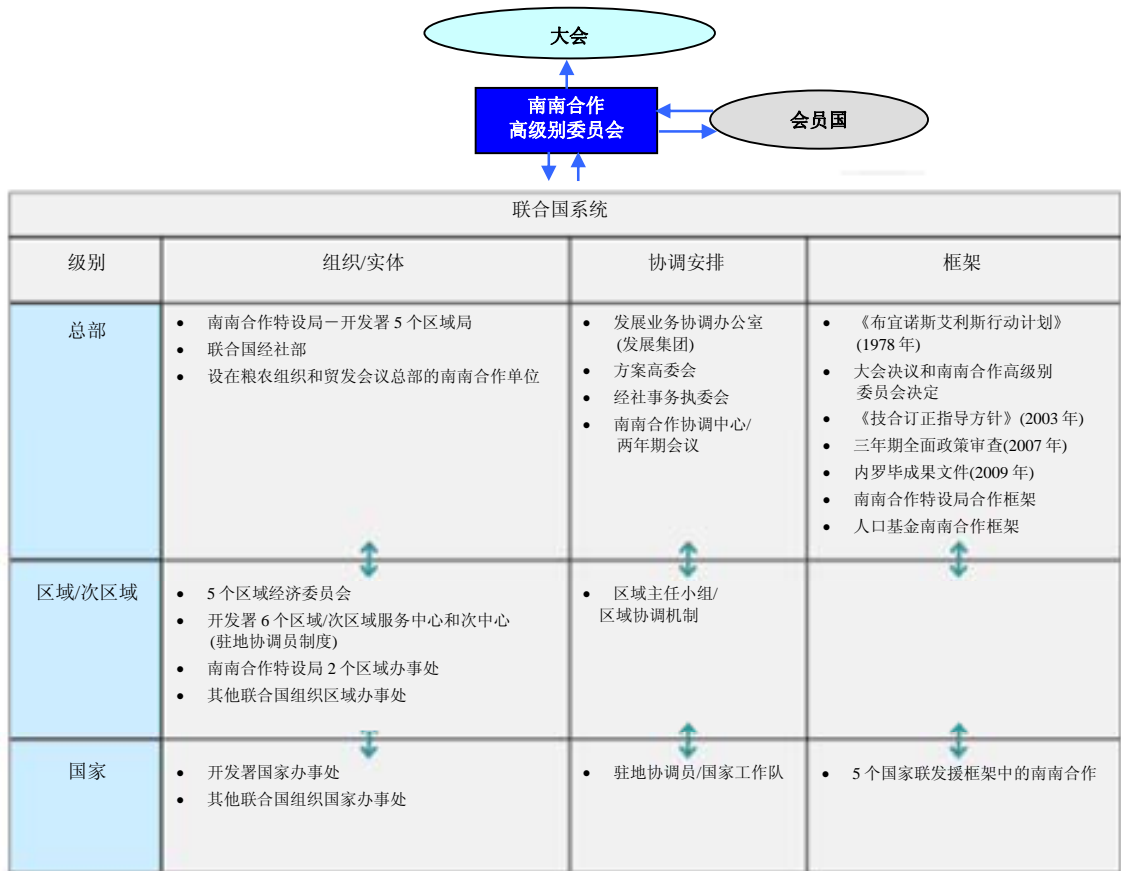 大会
南南合作
高级别委员会
会员国
联合国系统
级别
组织/实体
协调安排
框架
总部
• 南南合作特设局－开发署 5 个区域局
• 联合国经社部
• 设在粮农组织和贸发会议总部的南南合作单位
• 发展业务协调办公室
(发展集团)
• 方案高委会
• 经社事务执委会
• 南南合作协调中心/
两年期会议
• 《布宜诺斯艾利斯行动计划》
(1978 年)
• 大会决议和南南合作高级别
委员会决定
• 《技合订正指导方针》(2003 年)
• 三年期全面政策审查(2007 年)
• 内罗毕成果文件(2009 年)
• 南南合作特设局合作框架
• 人口基金南南合作框架
区域/次区域
• 5 个区域经济委员会
• 开发署 6 个区域/次区域服务中心和次中心
(驻地协调员制度)
• 南南合作特设局 2 个区域办事处
• 其他联合国组织区域办事处
• 区域主任小组/
区域协调机制
国家
• 开发署国家办事处
• 其他联合国组织国家办事处
• 驻地协调员/国家工作队
• 5 个国家联发援框架中的南南合作